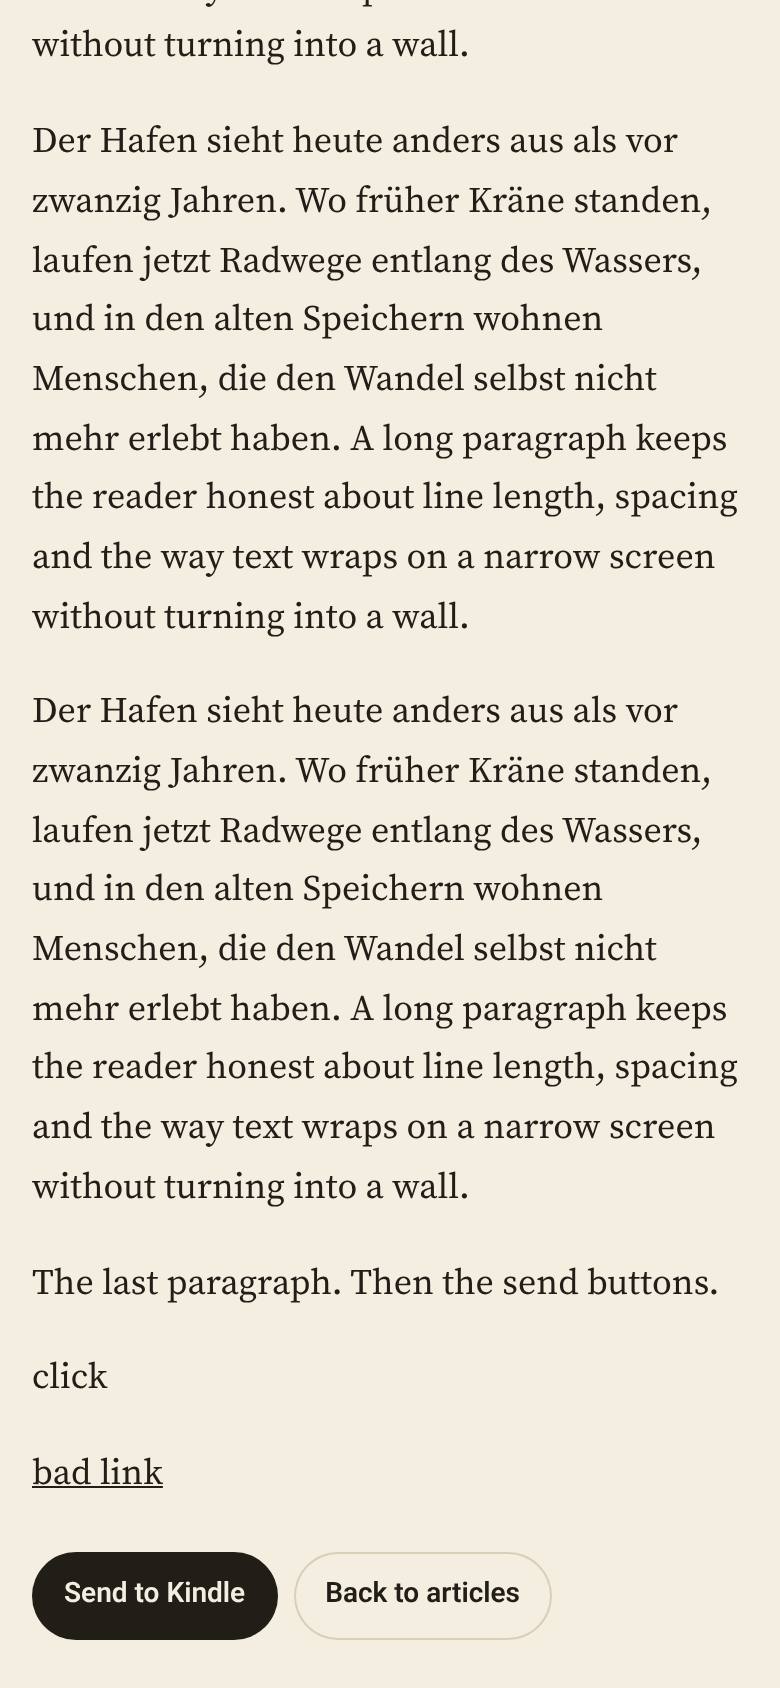 without turning into a wall.
Der Hafen sieht heute anders aus als vor
zwanzig Jahren. Wo früher Kräne standen,
laufen jetzt Radwege entlang des Wassers,
und in den alten Speichern wohnen
Menschen, die den Wandel selbst nicht
mehr erlebt haben. A long paragraph keeps
the reader honest about line length, spacing
and the way text wraps on a narrow screen
without turning into a wall.
Der Hafen sieht heute anders aus als vor
zwanzig Jahren. Wo früher Kräne standen,
laufen jetzt Radwege entlang des Wassers,
und in den alten Speichern wohnen
Menschen, die den Wandel selbst nicht
mehr erlebt haben. A long paragraph keeps
the reader honest about line length, spacing
and the way text wraps on a narrow screen
without turning into a wall.
The last paragraph. Then the send buttons.
click
bad link
Send to Kindle Back to articles